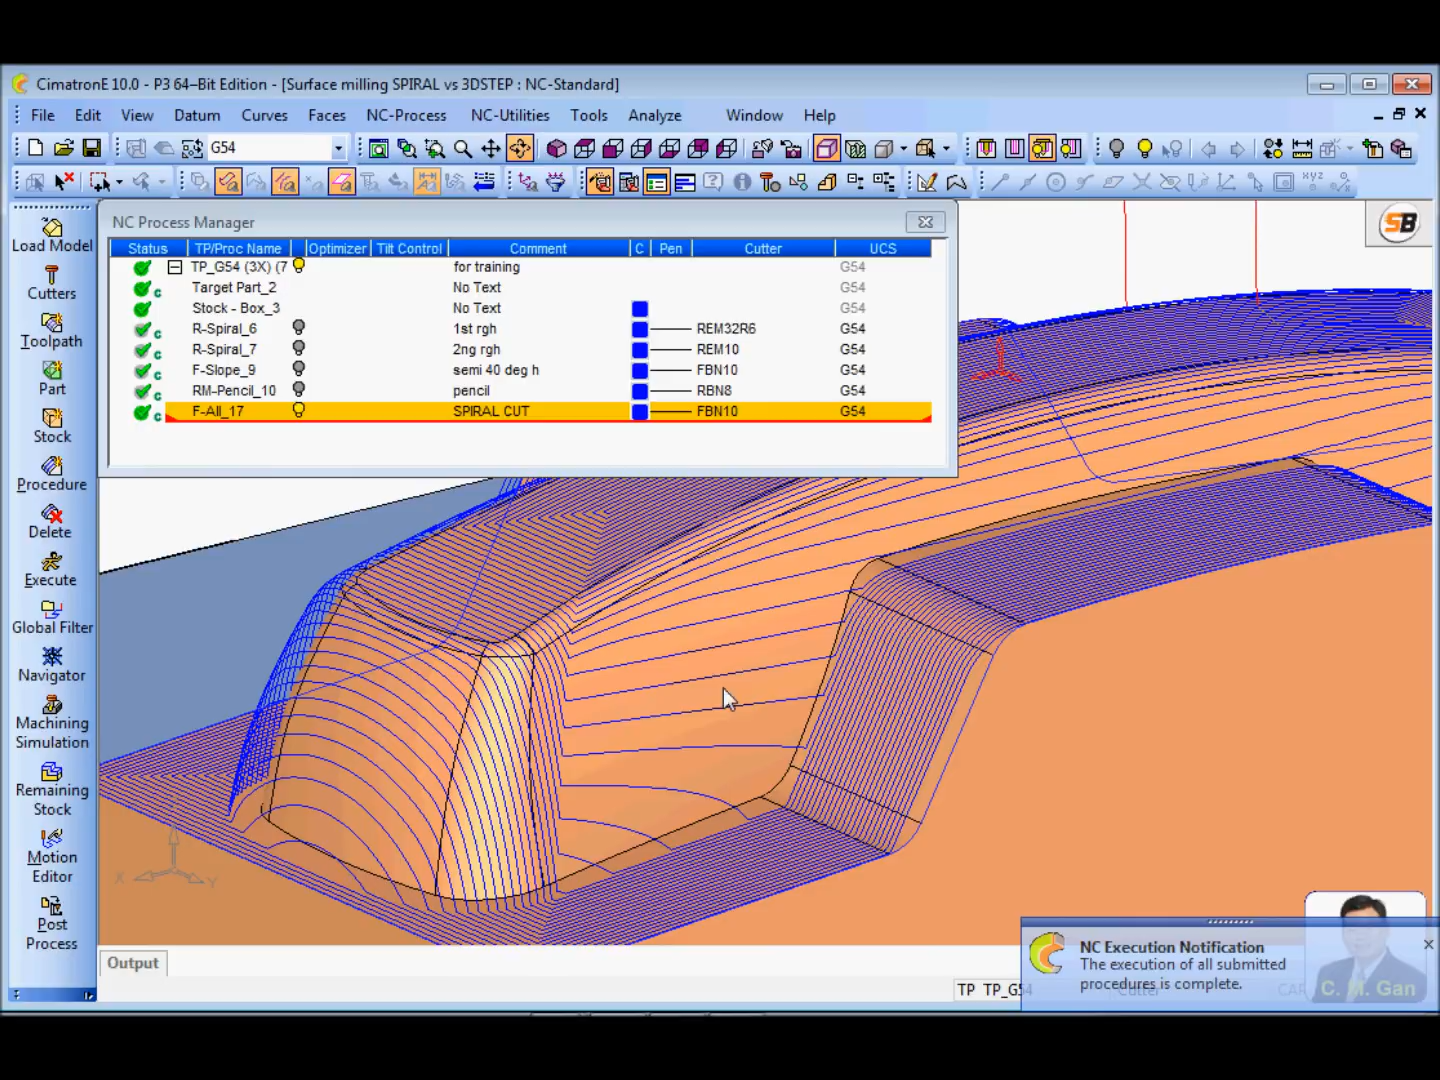 CimatronE 10.0 - P3 64–Bit Edition - [Surface milling SPIRAL vs 3DSTEP : NC-Standard]
File Edit View Datum Curves Faces NC-Process NC-Utilities Tools Analyze Window Help
G54
NC Process Manager
Status TP/Proc Name Optimizer Tilt Control Comment C Pen Cutter UCS
TP_G54 (3X) (7 for training G54
C Target Part_2 No Text G54
Stock - Box_3 No Text G54
C R-Spiral_6 1st rgh REM32R6 G54
C R-Spiral_7 2ng rgh REM10 G54
C F-Slope_9 semi 40 deg h FBN10 G54
C RM-Pencil_10 pencil RBN8 G54
C F-All_17 SPIRAL CUT FBN10 G54
Load Model
Cutters
Toolpath
Part
Stock
Procedure
Delete
Execute
Global Filter
Navigator
Machining
Simulation
Remaining
Stock
Motion
Editor
Post
Process
SB
X Y
Output
TP TP_G54
NC Execution Notification
The execution of all submitted
procedures is complete.
Cutter
C. M. Gan